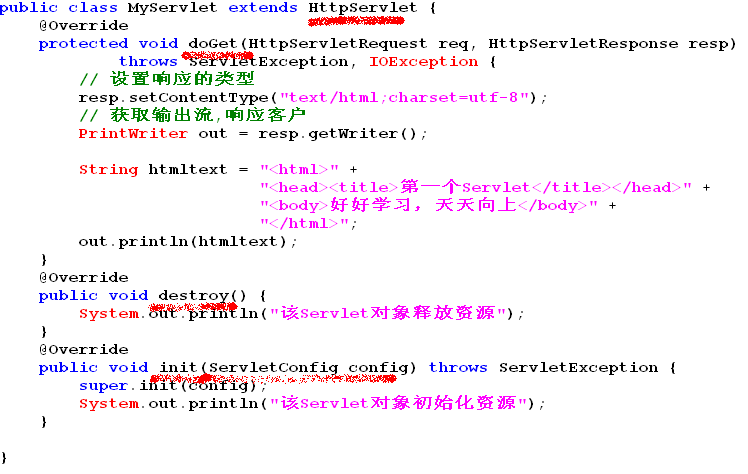 public class MyServlet extends HttpServlet {
    @Override
    protected void doGet(HttpServletRequest req, HttpServletResponse resp)
            throws ServletException, IOException {
        // 设置响应的类型
        resp.setContentType("text/html;charset=utf-8");
        // 获取输出流,响应客户
        PrintWriter out = resp.getWriter();
        String htmltext = "<html>" +
                          "<head><title>第一个Servlet</title></head>" +
                          "<body>好好学习，天天向上</body>" +
                          "</html>";
        out.println(htmltext);
    }
    @Override
    public void destroy() {
        System.out.println("该Servlet对象释放资源");
    }
    @Override
    public void init(ServletConfig config) throws ServletException {
        super.init(config);
        System.out.println("该Servlet对象初始化资源");
    }
}